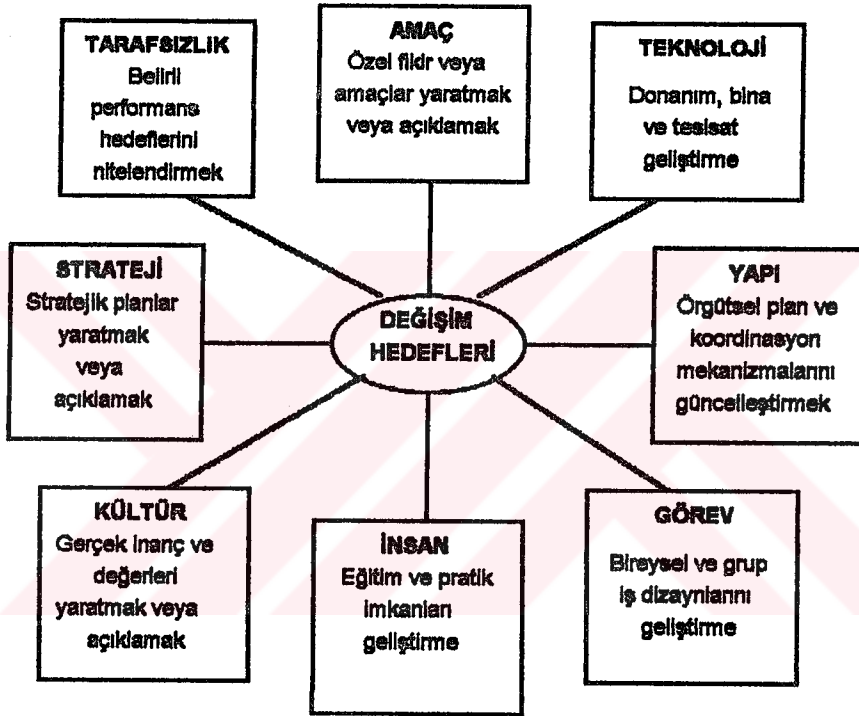 TARAFSIZLIK
Belirli
performans
hedeflerini
nitelendirmek
AMAÇ
Özel fikir veya
amaçlar yaratmak
veya açıklamak
TEKNOLOJİ
Donanım, bina
ve tesisat
geliştirme
STRATEJİ
Stratejik planlar
yaratmak
veya
açıklamak
DEĞİŞİM
HEDEFLERİ
YAPI
Örgütsel plan ve
koordinasyon
mekanizmalarını
güncelleştirmek
KÜLTÜR
Gerçek inanç ve
değerleri
yaratmak veya
açıklamak
İNSAN
Eğitim ve pratik
imkanları
geliştirme
GÖREV
Bireysel ve grup
iş dizaynlarını
geliştirme